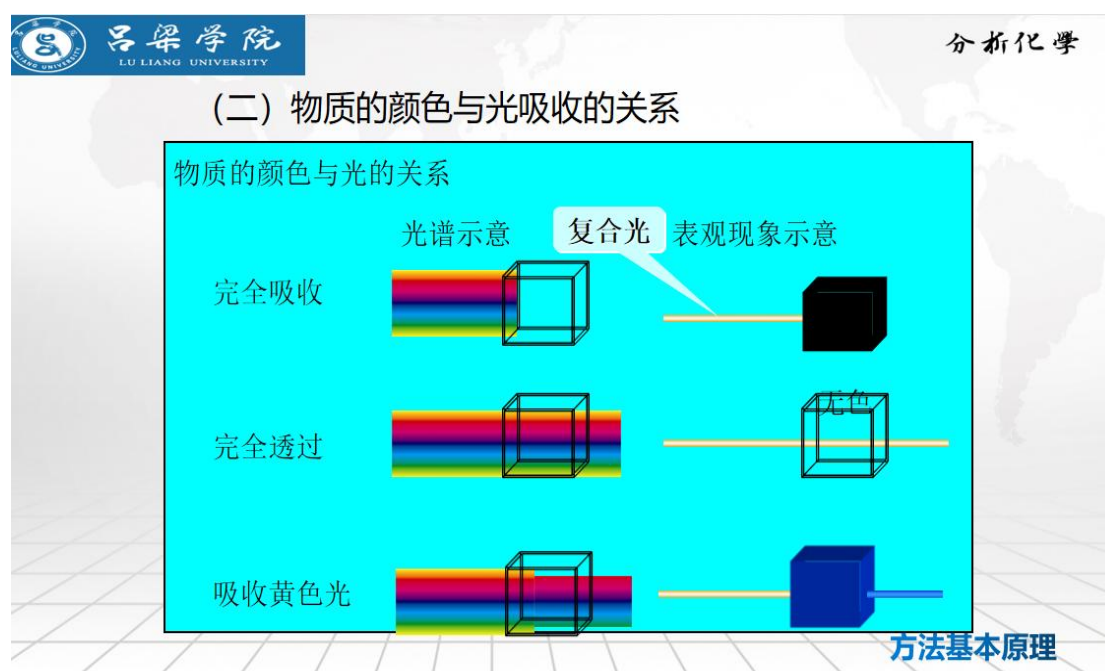 吕梁学院
LU LIANG UNIVERSITY
分析化學
（二）物质的颜色与光吸收的关系
物质的颜色与光的关系
光谱示意
复合光
表观现象示意
完全吸收
无色
完全透过
吸收黄色光
方法基本原理